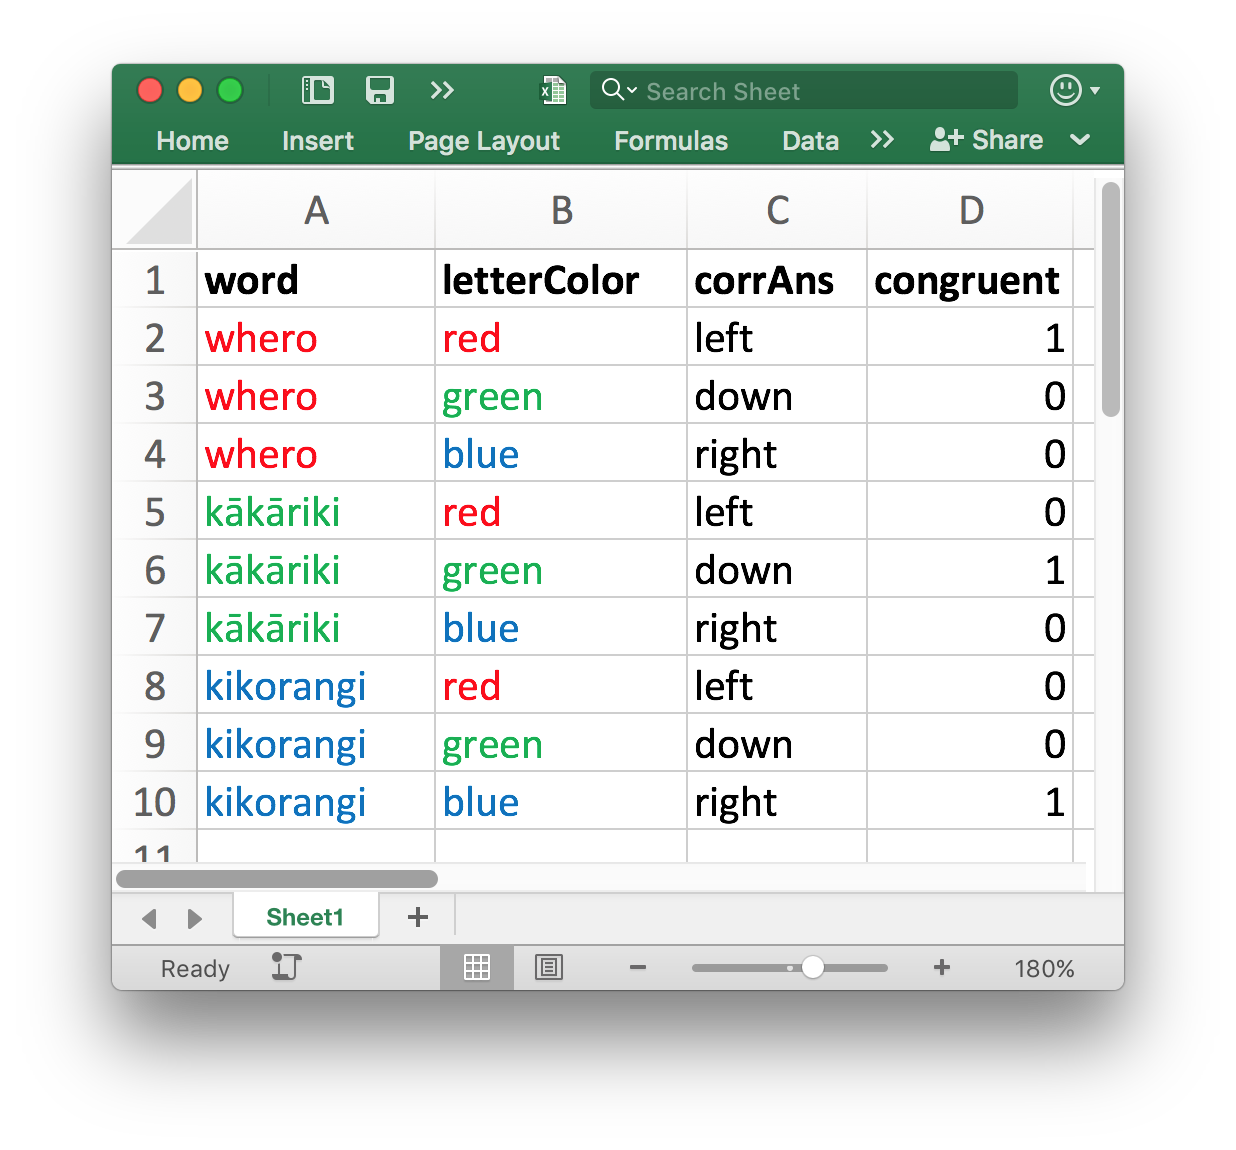 Search Sheet
Home Insert Page Layout Formulas Data Share
A B C D
1 word letterColor corrAns congruent
2 whero red left 1
3 whero green down 0
4 whero blue right 0
5 kākāriki red left 0
6 kākāriki green down 1
7 kākāriki blue right 0
8 kikorangi red left 0
9 kikorangi green down 0
10 kikorangi blue right 1
11
Sheet1
Ready 180%